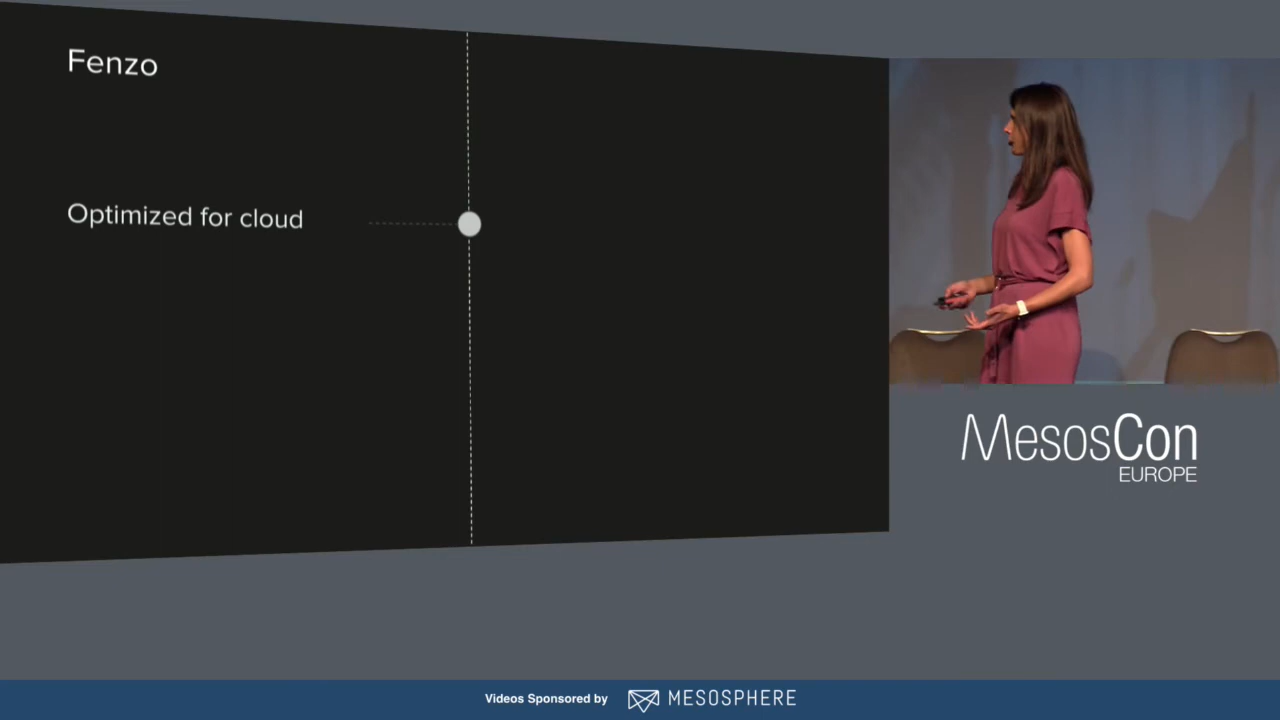 Fenzo
Optimized for cloud
MesosCon
EUROPE
Videos Sponsored by MESOSPHERE